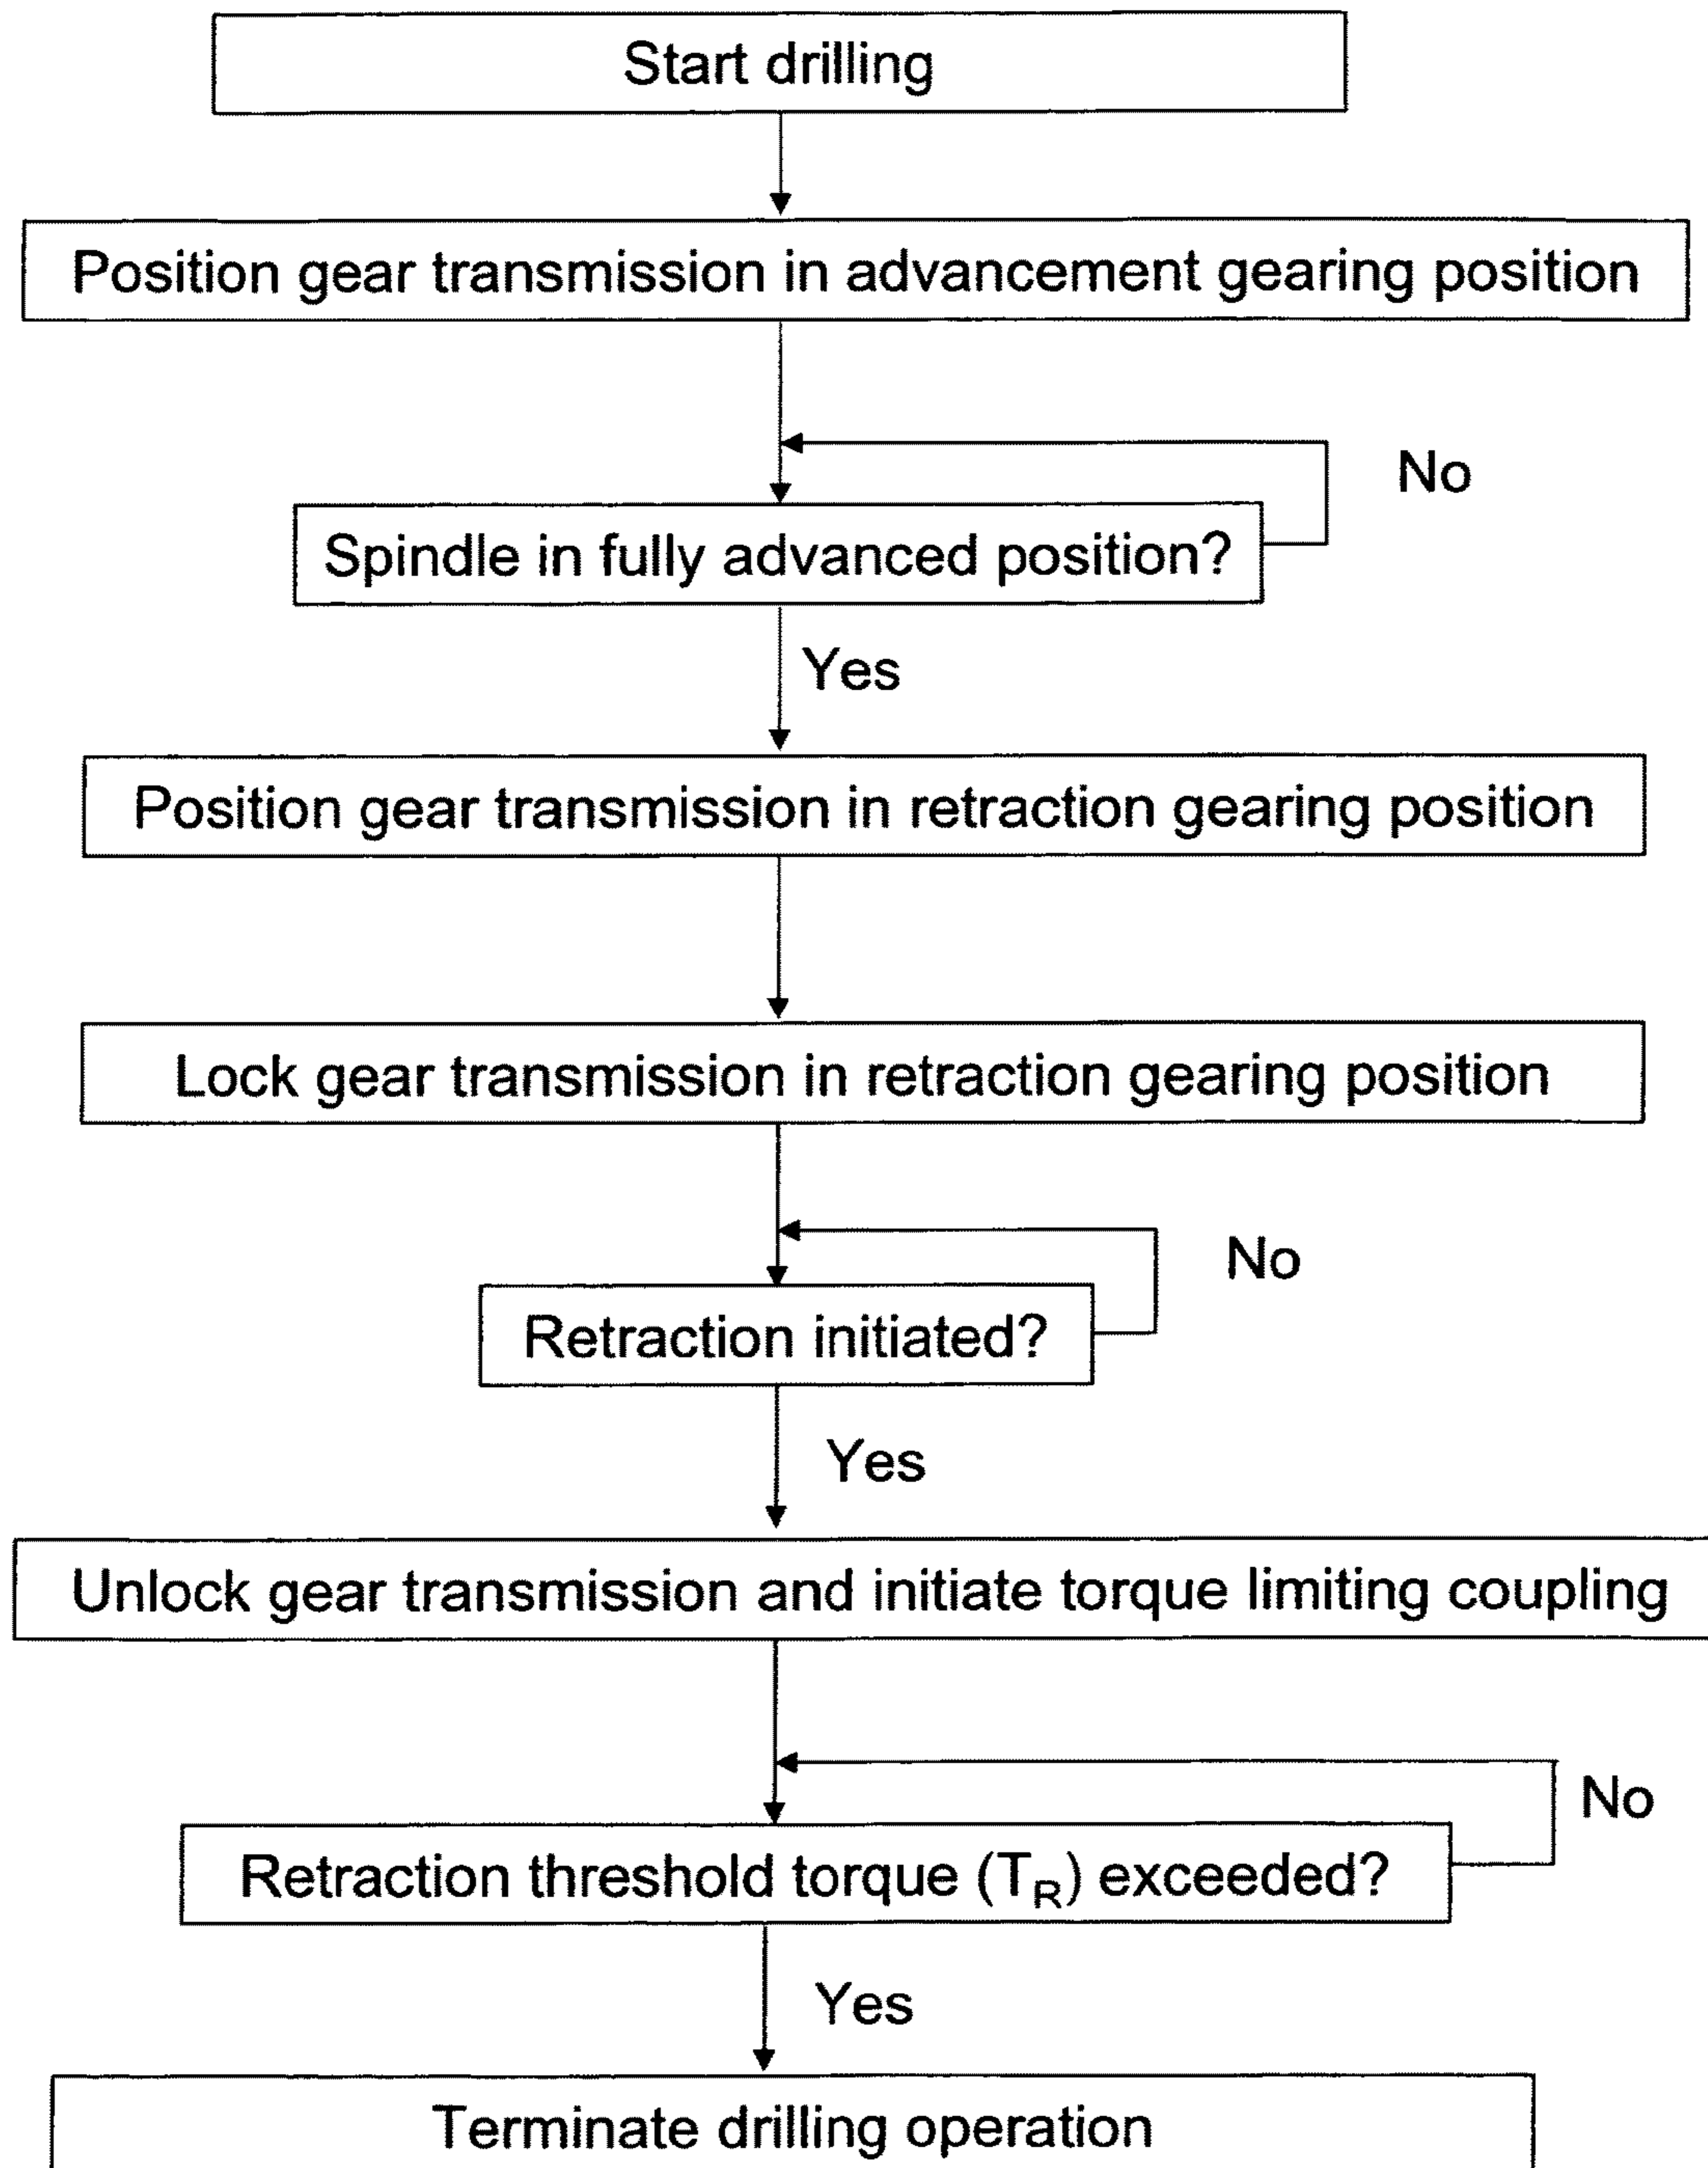 Start drilling
Position gear transmission in advancement gearing position
No
Spindle in fully advanced position?
Yes
Position gear transmission in retraction gearing position
Lock gear transmission in retraction gearing position
No
Retraction initiated?
Yes
Unlock gear transmission and initiate torque limiting coupling
No
Retraction threshold torque (T_R) exceeded?
Yes
Terminate drilling operation